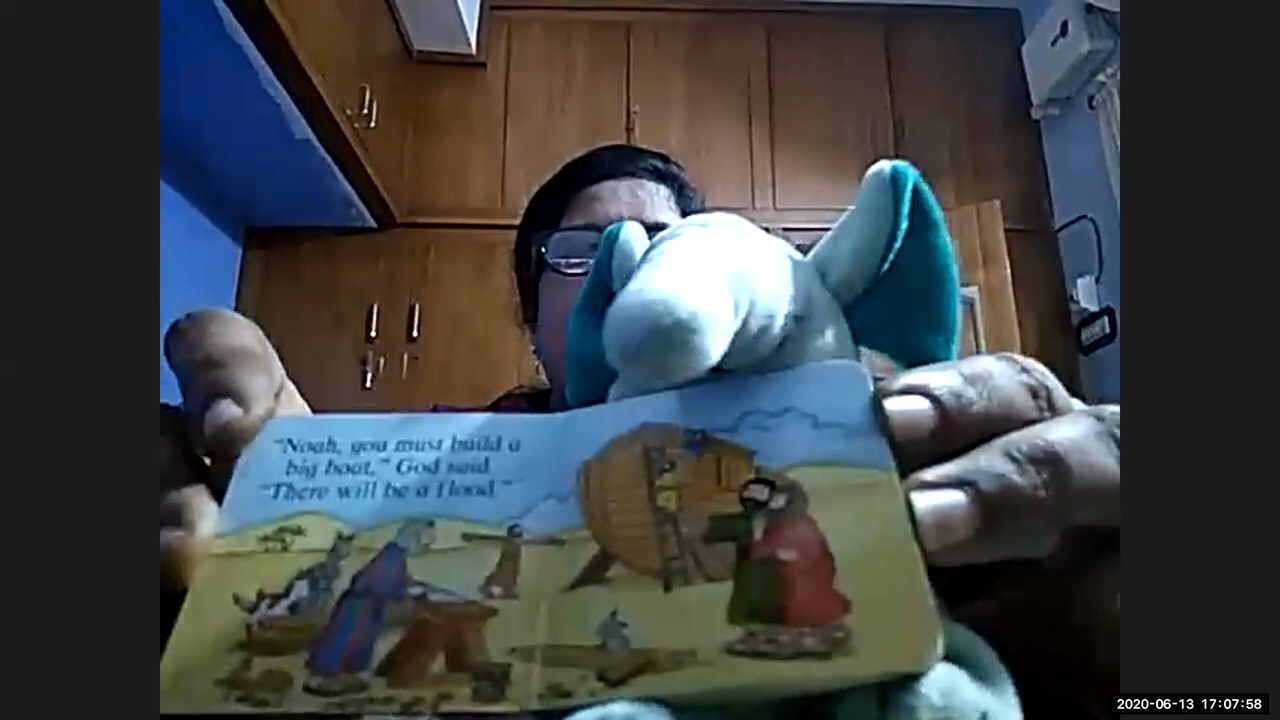 "Noah, you must build a
big boat," God said.
"There will be a flood."
2020-06-13 17:07:58